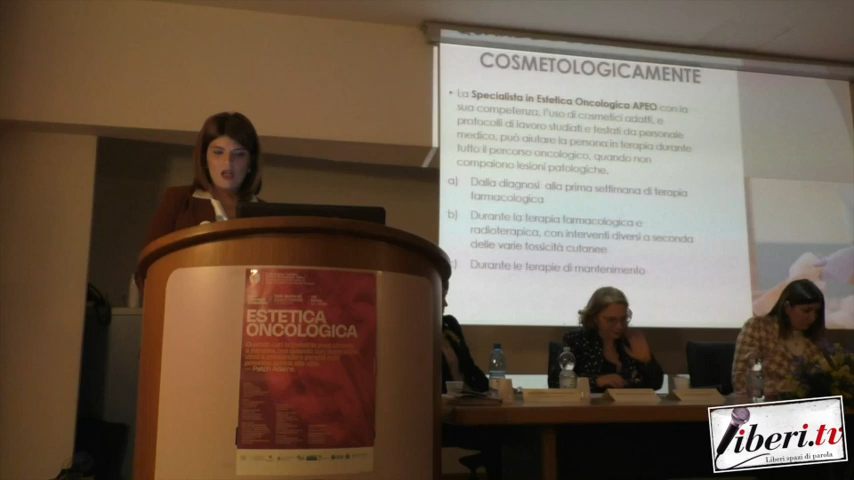 COSMETOLOGICAMENTE
• La Specialista in Estetica Oncologica APEO con la
sua competenza, l'uso di cosmetici adatti, e
protocolli di lavoro studiati e testati da personale
medico, può aiutare la persona in terapia durante
tutto il percorso oncologico, quando non
compaiono lesioni patologiche.
a) Dalla diagnosi alla prima settimana di terapia
farmacologica
b) Durante la terapia farmacologica e
radioterapica, con interventi diversi a seconda
delle varie tossicità cutanee
c) Durante le terapie di mantenimento
ESTETICA
ONCOLOGICA
— Patch Adams
liberi.tv
Liberi spazi di parola